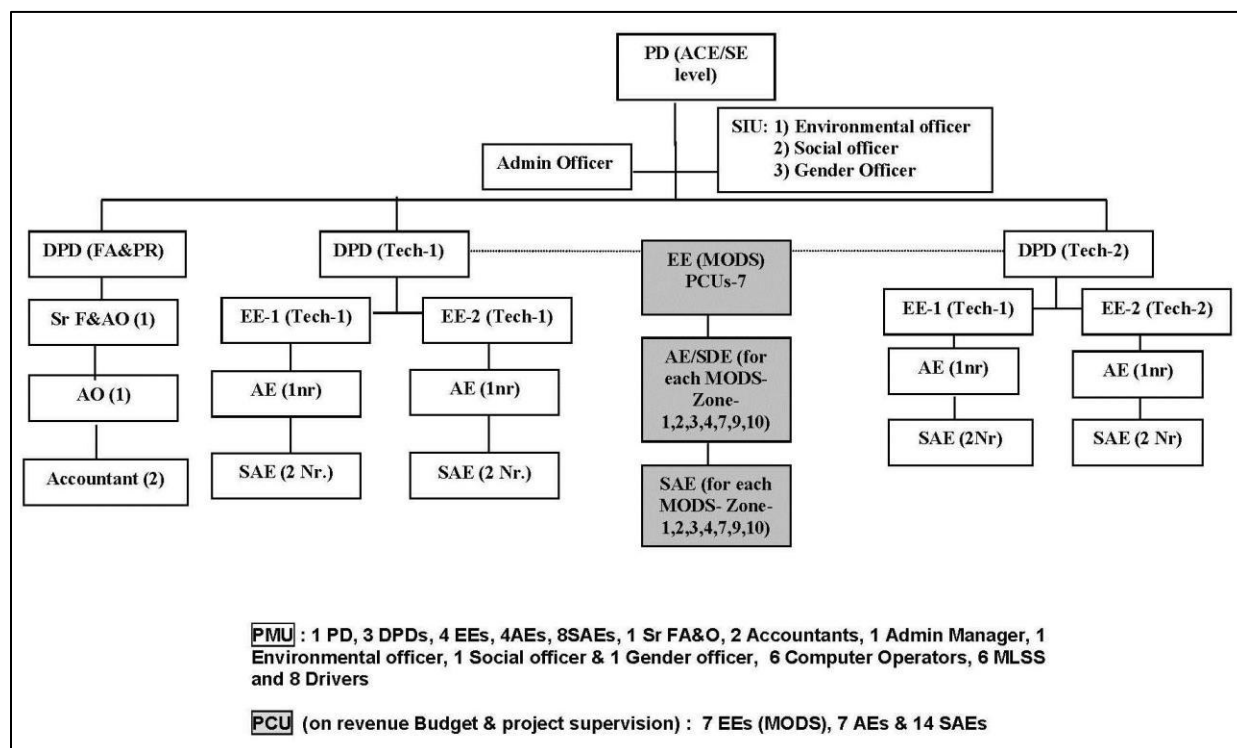 PD (ACE/SE
level)
SIU: 1) Environmental officer
2) Social officer
3) Gender Officer
Admin Officer
DPD (FA&PR)
DPD (Tech-1)
EE (MODS)
PCUs-7
DPD (Tech-2)
Sr F&AO (1)
EE-1 (Tech-1)
EE-2 (Tech-1)
EE-1 (Tech-1)
EE-2 (Tech-2)
AO (1)
AE (1nr)
AE (1nr)
AE/SDE (for
each MODS-
Zone-
1,2,3,4,7,9,10)
AE (1nr)
AE (1nr)
Accountant (2)
SAE (2 Nr.)
SAE (2 Nr.)
SAE (for each
MODS- Zone-
1,2,3,4,7,9,10)
SAE (2Nr)
SAE (2 Nr)
PMU : 1 PD, 3 DPDs, 4 EEs, 4AEs, 8SAEs, 1 Sr FA&O, 2 Accountants, 1 Admin Manager, 1
Environmental officer, 1 Social officer & 1 Gender officer, 6 Computer Operators, 6 MLSS
and 8 Drivers
PCU (on revenue Budget & project supervision) : 7 EEs (MODS), 7 AEs & 14 SAEs